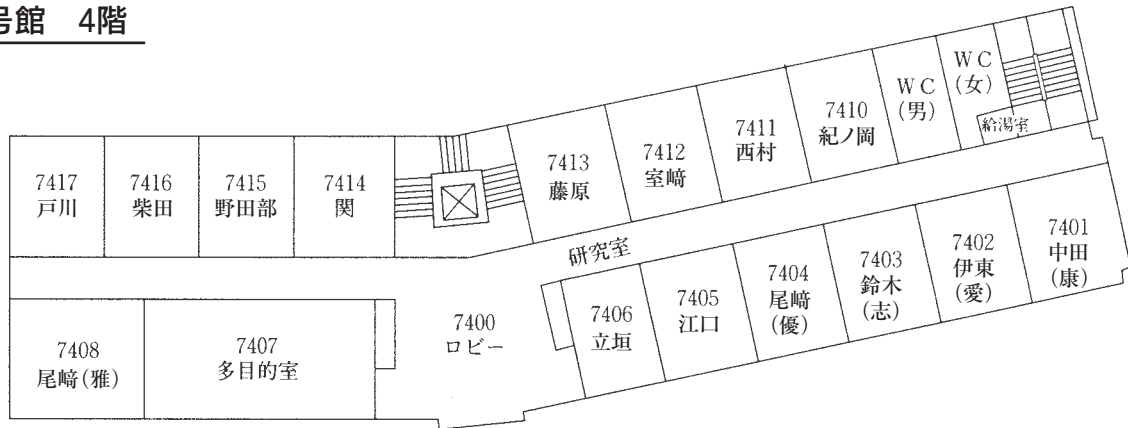 号館 4階
7417
戸川
7416
柴田
7415
野田部
7414
関
7413
藤原
7412
室﨑
7411
西村
7410
紀ノ岡
WC
(男)
WC
(女)
給湯室
研究室
7408
尾﨑(雅)
7407
多目的室
7400
ロビー
7406
立垣
7405
江口
7404
尾﨑
(優)
7403
鈴木
(志)
7402
伊東
(愛)
7401
中田
(康)